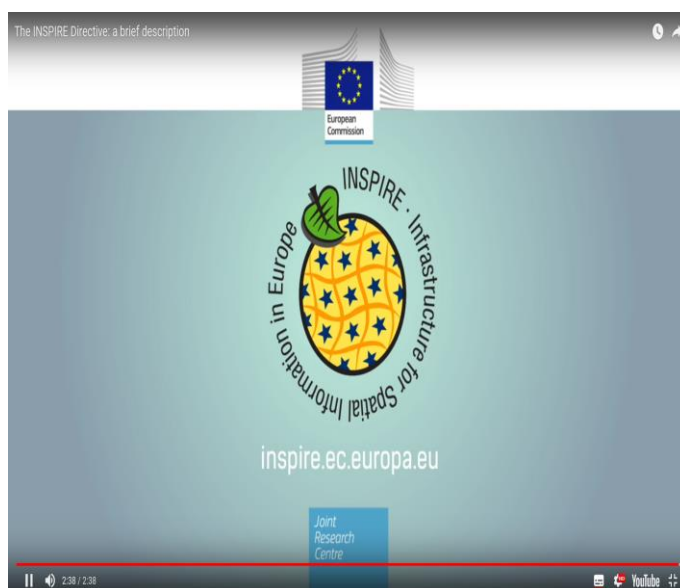 The INSPIRE Directive: a brief description
European
Commission
INSPIRE · Infrastructure for Spatial Information in Europe
inspire.ec.europa.eu
Joint
Research
Centre
2:38 / 2:38
YouTube